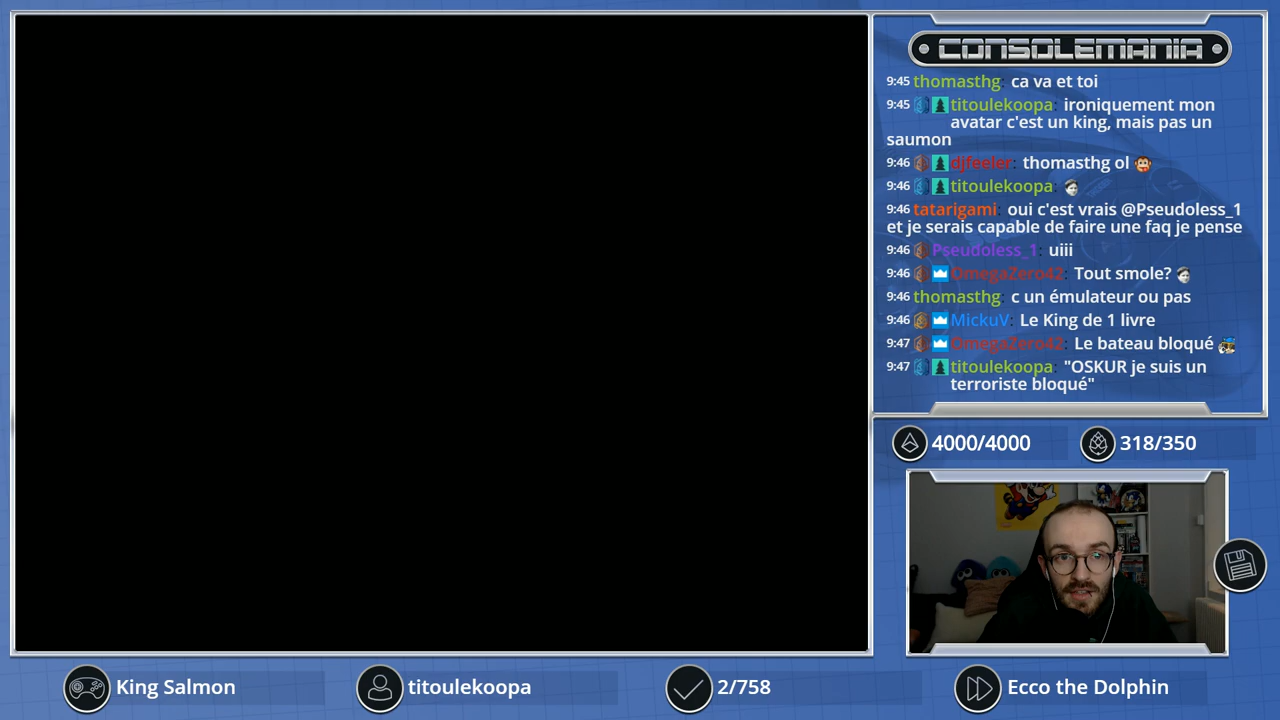 CONSOLEMANIA
9:45 thomasthg: ca va et toi
9:45 titoulekoopa: ironiquement mon
avatar c'est un king, mais pas un
saumon
9:46 djfeeler: thomasthg ol
9:46 titoulekoopa:
9:46 tatarigami: oui c'est vrais @Pseudoless_1
et je serais capable de faire une faq je pense
9:46 Pseudoless_1: uiii
9:46 OmegaZero42: Tout smole?
9:46 thomasthg: c un émulateur ou pas
9:46 MickuV: Le King de 1 livre
9:47 OmegaZero42: Le bateau bloqué
9:47 titoulekoopa: "OSKUR je suis un
terroriste bloqué"
4000/4000
318/350
King Salmon
titoulekoopa
2/758
Ecco the Dolphin